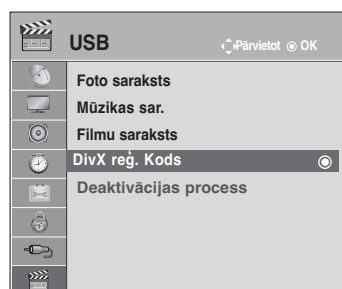 USB Pārvietot OK
Foto saraksts
Mūzikas sar.
Filmu saraksts
DivX reģ. Kods
Deaktivācijas process